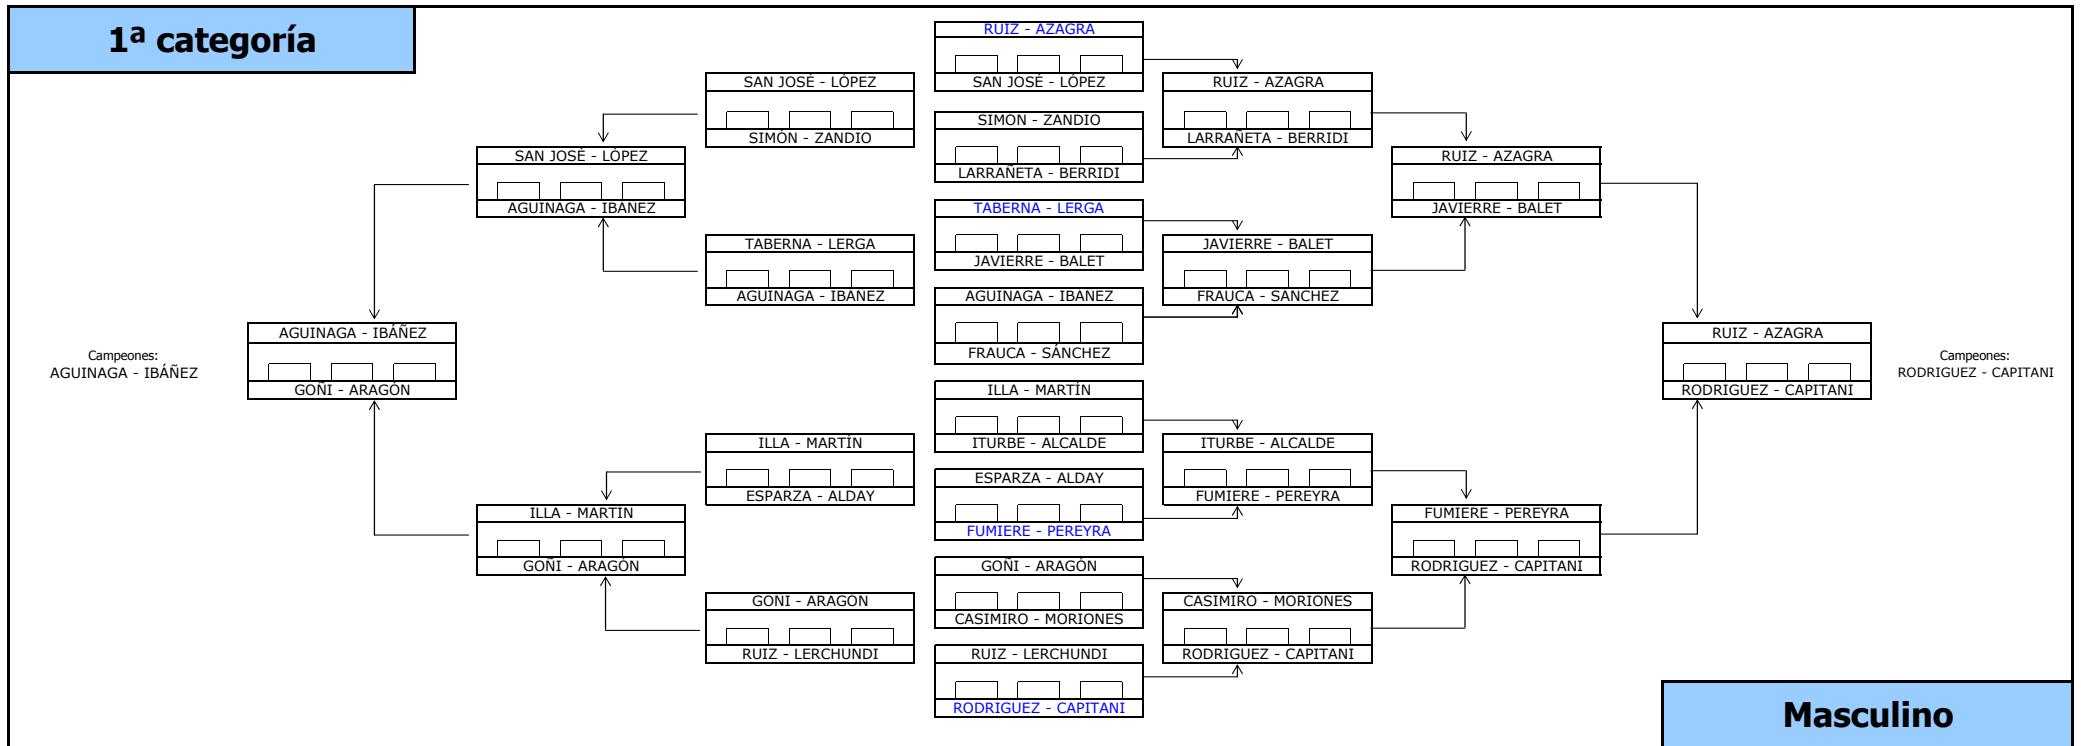 1ª categoría
RUIZ - AZAGRA
SAN JOSÉ - LÓPEZ
SIMÓN - ZANDIO
LARRAÑETA - BERRIDI
TABERNA - LERGA
JAVIERRE - BALET
AGUINAGA - IBÁÑEZ
FRAUCA - SÁNCHEZ
ILLA - MARTÍN
ITURBE - ALCALDE
ESPARZA - ALDAY
FUMIERE - PEREYRA
GOÑI - ARAGÓN
CASIMIRO - MORIONES
RUIZ - LERCHUNDI
RODRIGUEZ - CAPITANI
SAN JOSÉ - LÓPEZ
SIMÓN - ZANDIO
TABERNA - LERGA
AGUINAGA - IBÁÑEZ
ILLA - MARTÍN
ESPARZA - ALDAY
GOÑI - ARAGÓN
RUIZ - LERCHUNDI
SAN JOSÉ - LÓPEZ
AGUINAGA - IBÁÑEZ
ILLA - MARTÍN
GOÑI - ARAGÓN
AGUINAGA - IBÁÑEZ
GOÑI - ARAGÓN
Campeones:
AGUINAGA - IBÁÑEZ
RUIZ - AZAGRA
LARRAÑETA - BERRIDI
JAVIERRE - BALET
FRAUCA - SÁNCHEZ
ITURBE - ALCALDE
FUMIERE - PEREYRA
CASIMIRO - MORIONES
RODRIGUEZ - CAPITANI
RUIZ - AZAGRA
JAVIERRE - BALET
FUMIERE - PEREYRA
RODRIGUEZ - CAPITANI
RUIZ - AZAGRA
RODRIGUEZ - CAPITANI
Campeones:
RODRIGUEZ - CAPITANI
Masculino